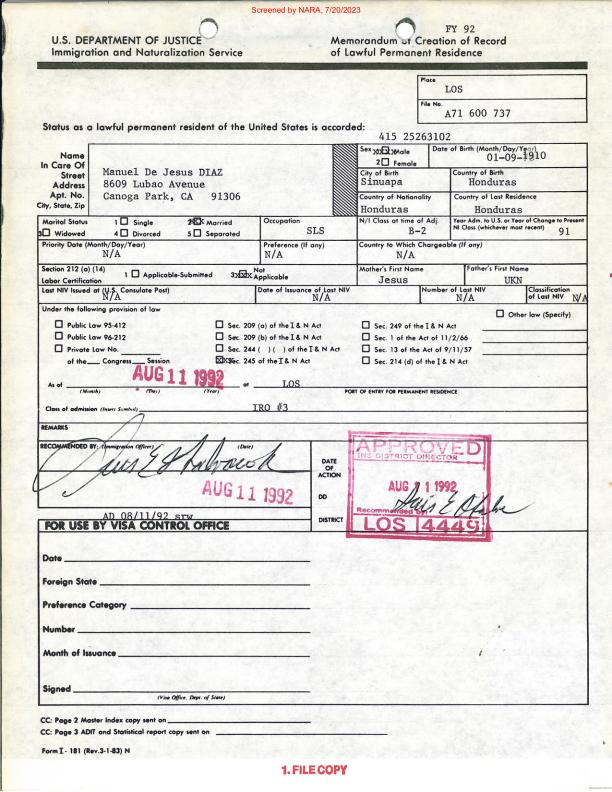 Screened by NARA, 7/20/2023
FY 92
U.S. DEPARTMENT OF JUSTICE
Immigration and Naturalization Service
Memorandum of Creation of Record
of Lawful Permanent Residence
Place
LOS
File No.
A71 600 737
Status as a lawful permanent resident of the United States is accorded:
415 25263102
Name
In Care Of
Street
Address
Apt. No.
City, State, Zip
Manuel De Jesus DIAZ
8609 Lubao Avenue
Canoga Park, CA 91306
Sex 1 XX Male
2 Female
Date of Birth (Month/Day/Year)
01-09-1910
City of Birth
Sinuapa
Country of Birth
Honduras
Country of Nationality
Honduras
Country of Last Residence
Honduras
Marital Status 1 Single 2 XX Married
3 Widowed 4 Divorced 5 Separated
Occupation
SLS
N/I Class at time of Adj.
B-2
Year Adm. to U.S. or Year of Change to Present
NI Class (whichever most recent) 91
Priority Date (Month/Day/Year)
N/A
Preference (If any)
N/A
Country to Which Chargeable (If any)
N/A
Section 212 (a) (14)
Labor Certification
1 Applicable-Submitted 3 XX Not Applicable
Mother's First Name
Jesus
Father's First Name
UKN
Last NIV Issued at (U.S. Consulate Post)
N/A
Date of Issuance of Last NIV
N/A
Number of Last NIV
N/A
Classification
of Last NIV N/A
Under the following provision of law
Other law (Specify)
Public Law 95-412
Sec. 209 (a) of the I & N Act
Sec. 249 of the I & N Act
Public Law 96-212
Sec. 209 (b) of the I & N Act
Sec. 1 of the Act of 11/2/66
Private Law No.
Sec. 244 ( ) ( ) of the I & N Act
Sec. 13 of the Act of 9/11/57
of the Congress, Session
XX Sec. 245 of the I & N Act
Sec. 214 (d) of the I & N Act
As of AUG 11 1992 at LOS
(Month) (Day) (Year)
PORT OF ENTRY FOR PERMANENT RESIDENCE
Class of admission (Insert Symbol) IRO #3
REMARKS
RECOMMENDED BY: (Immigration Officer) (Date)
AUG 11 1992
AD 08/11/92 srw
DATE
OF
ACTION
DD
DISTRICT
APPROVED
INS DISTRICT DIRECTOR
AUG 11 1992
Recommended by:
LOS 4449
FOR USE BY VISA CONTROL OFFICE
Date
Foreign State
Preference Category
Number
Month of Issuance
Signed
(Visa Office, Dept. of State)
CC: Page 2 Master Index copy sent on
CC: Page 3 ADIT and Statistical report copy sent on
Form I-181 (Rev.3-1-83) N
1. FILE COPY